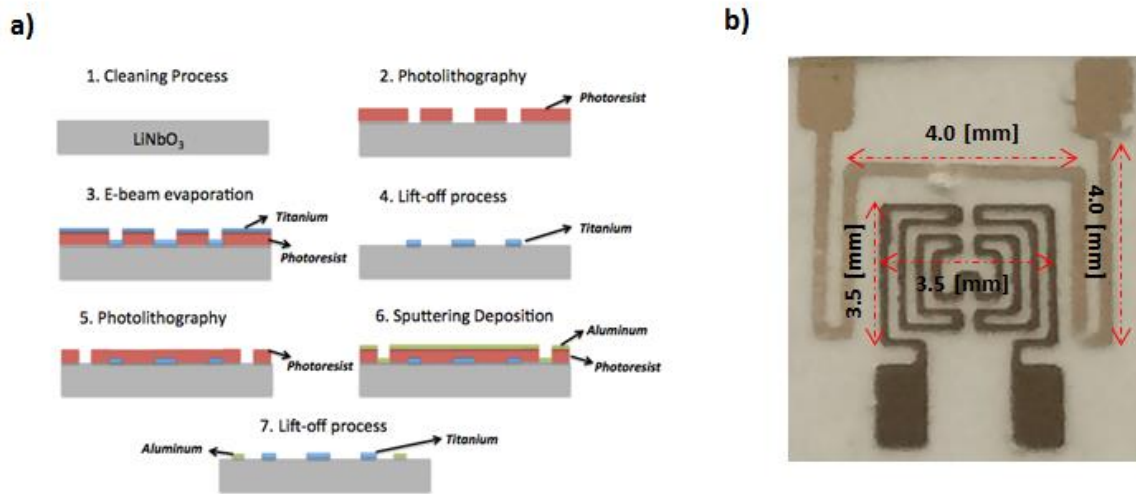 a)
1. Cleaning Process
LiNbO₃
2. Photolithography
Photoresist
3. E-beam evaporation
Titanium
Photoresist
4. Lift-off process
Titanium
5. Photolithography
Photoresist
6. Sputtering Deposition
Aluminum
Photoresist
7. Lift-off process
Aluminum
Titanium
b)
4.0 [mm]
4.0 [mm]
3.5 [mm]
3.5 [mm]